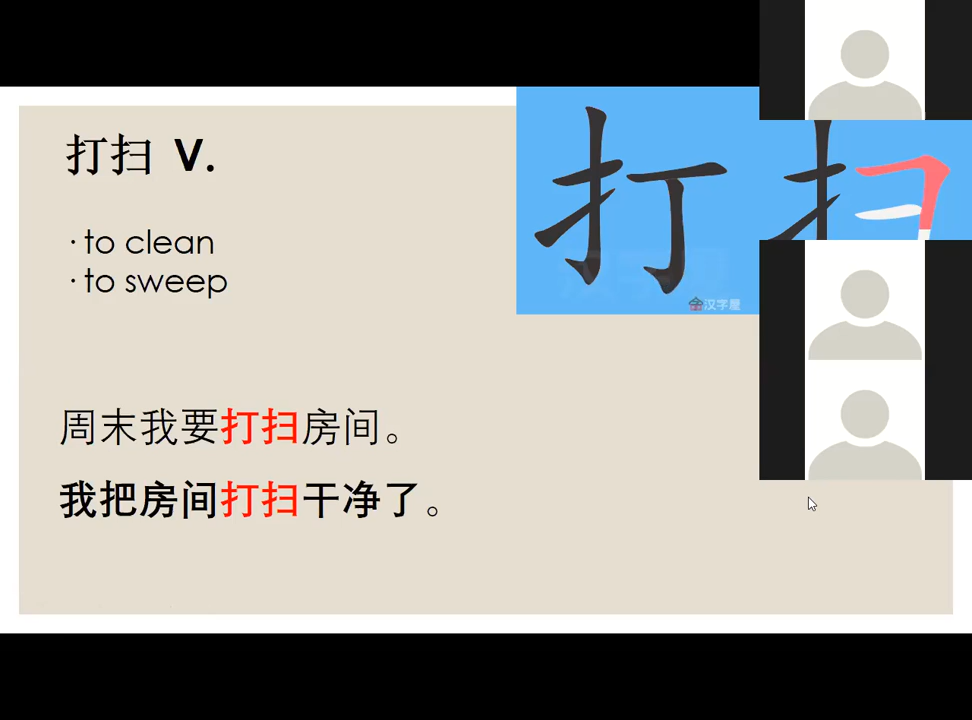 打扫 V.
·to clean
·to sweep
打扫
汉字屋
周末我要打扫房间。
我把房间打扫干净了。